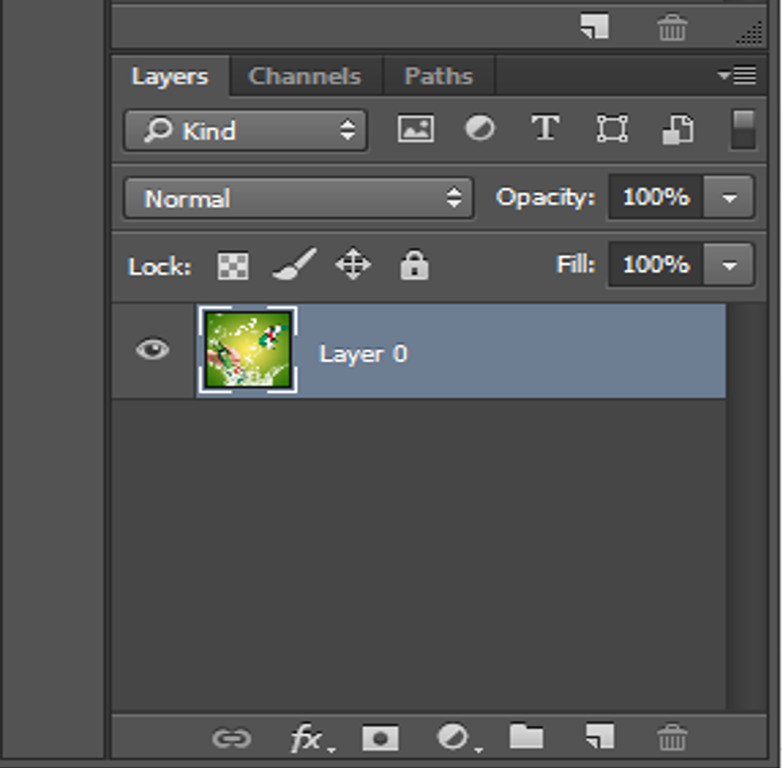 Layers Channels Paths
Kind T
Normal Opacity: 100%
Lock: Fill: 100%
Layer 0
fx